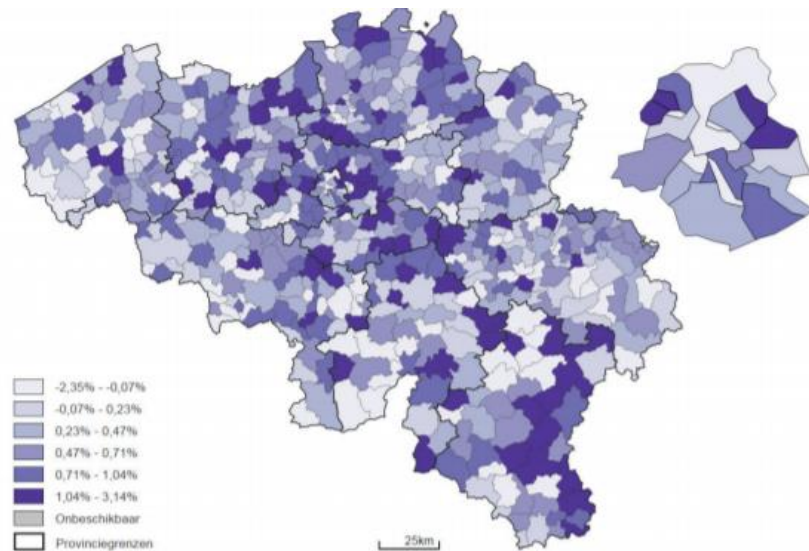 -2,35% - -0,07%
-0,07% - 0,23%
0,23% - 0,47%
0,47% - 0,71%
0,71% - 1,04%
1,04% - 3,14%
Onbeschikbaar
Provinciegrenzen
25km